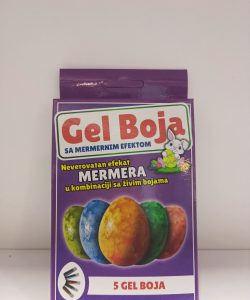 Gel Boja
SA MERMERNIM EFEKTOM
Neverovatan efekat
MERMERA
u kombinaciji sa živim bojama
5 GEL BOJA